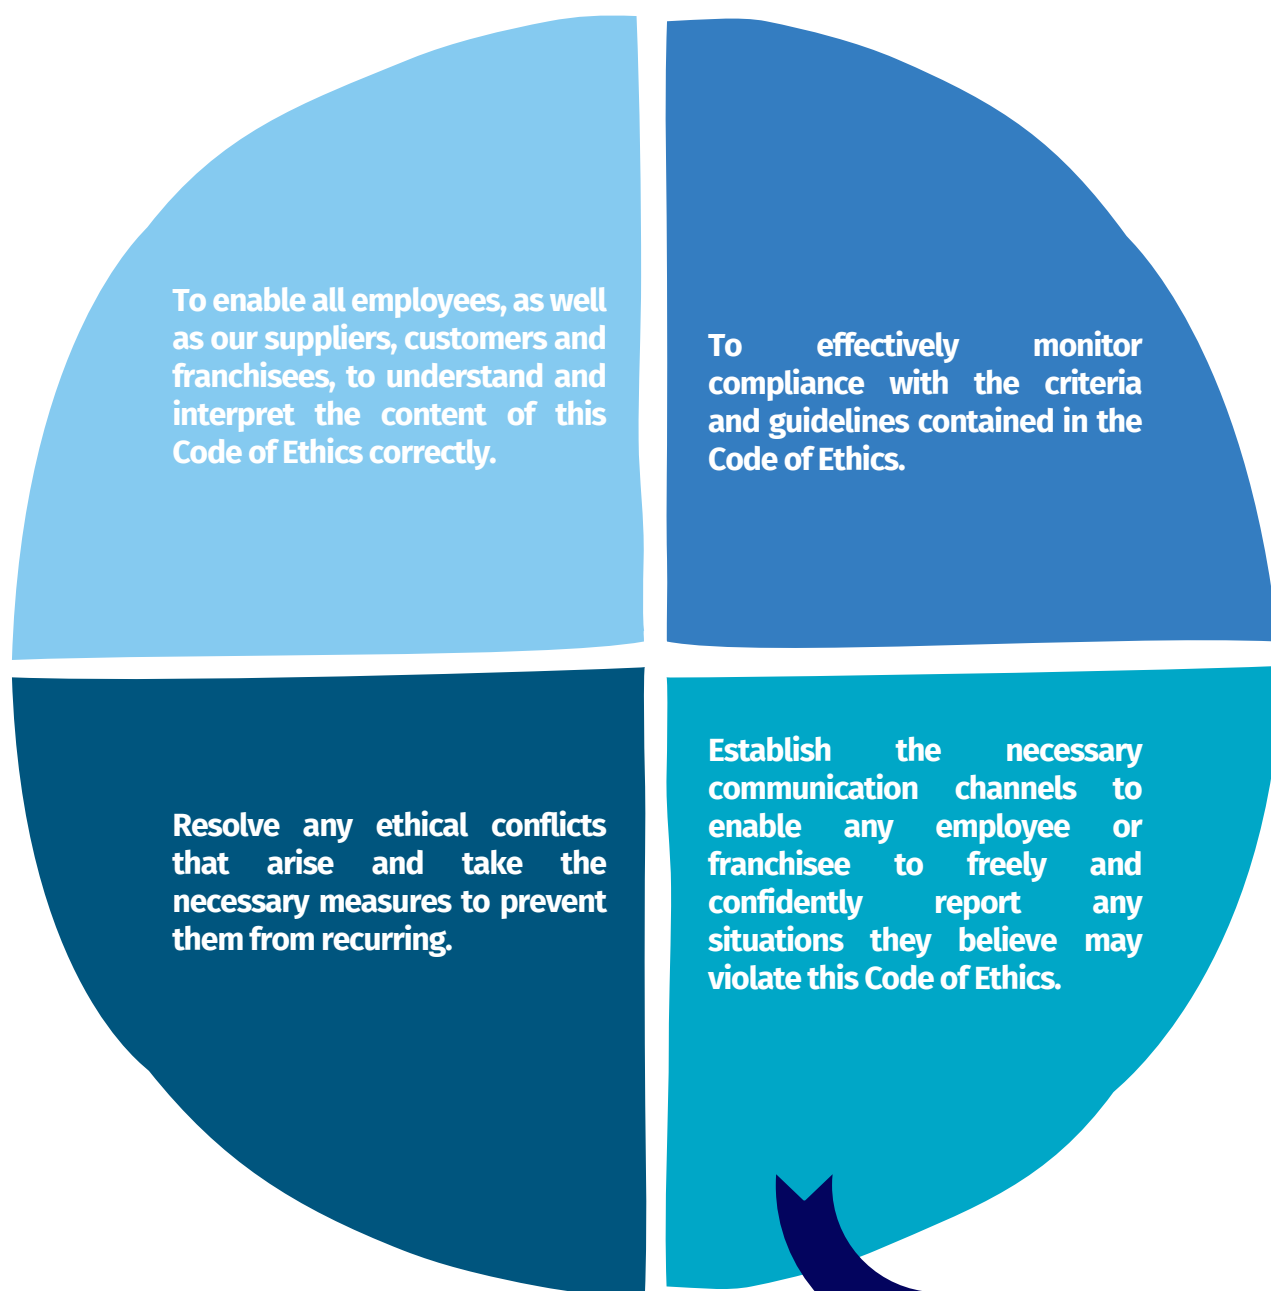 To enable all employees, as well
as our suppliers, customers and
franchisees, to understand and
interpret the content of this
Code of Ethics correctly.
To effectively monitor
compliance with the criteria
and guidelines contained in the
Code of Ethics.
Resolve any ethical conflicts
that arise and take the
necessary measures to prevent
them from recurring.
Establish the necessary
communication channels to
enable any employee or
franchisee to freely and
confidently report any
situations they believe may
violate this Code of Ethics.